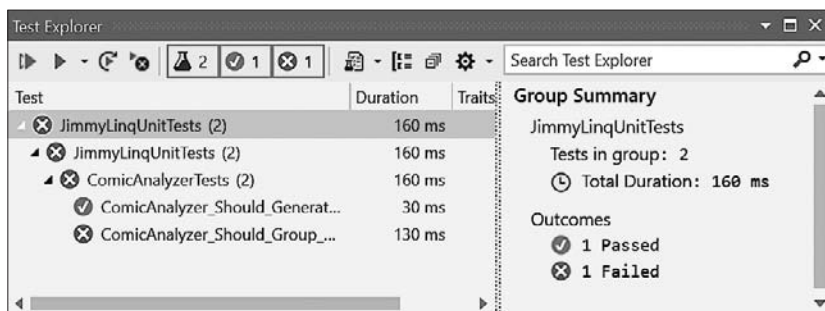 Test Explorer
2 1 1
Search Test Explorer
Test Duration Traits
JimmyLinqUnitTests (2) 160 ms
JimmyLinqUnitTests (2) 160 ms
ComicAnalyzerTests (2) 160 ms
ComicAnalyzer_Should_Generat... 30 ms
ComicAnalyzer_Should_Group_... 130 ms
Group Summary
JimmyLinqUnitTests
Tests in group: 2
Total Duration: 160 ms
Outcomes
1 Passed
1 Failed